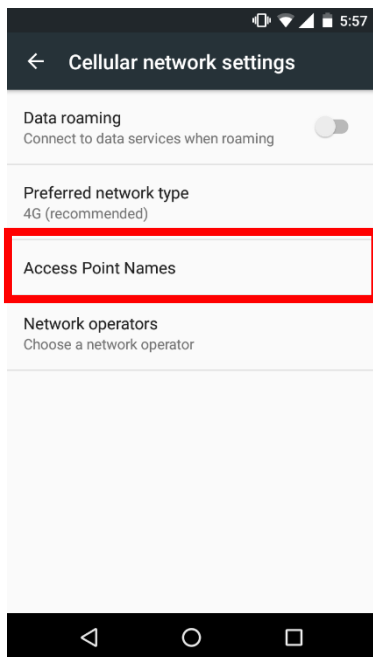 5:57
Cellular network settings
Data roaming
Connect to data services when roaming
Preferred network type
4G (recommended)
Access Point Names
Network operators
Choose a network operator